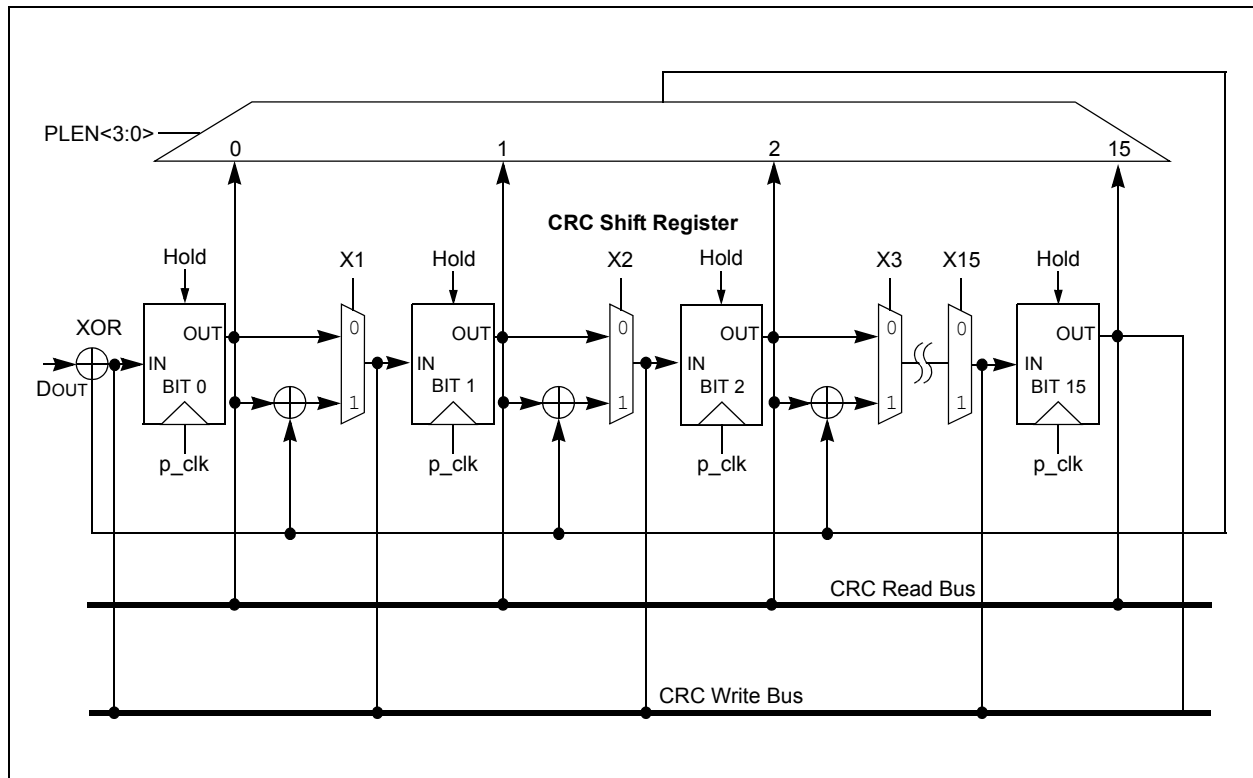 PLEN<3:0>
0 1 2 15
CRC Shift Register
Hold X1 Hold X2 Hold X3 X15 Hold
XOR
OUT 0 OUT 0 OUT 0 0 OUT
IN IN IN IN
DOUT
BIT 0 1 BIT 1 1 BIT 2 1 1 BIT 15
p_clk p_clk p_clk p_clk
CRC Read Bus
CRC Write Bus